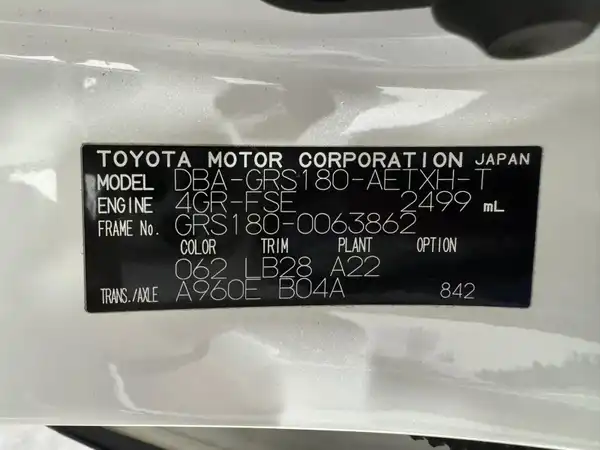 TOYOTA MOTOR CORPORATION JAPAN
MODEL DBA-GRS180-AETXH-T
ENGINE 4GR-FSE 2499 mL
FRAME No. GRS180-0063862
COLOR TRIM PLANT OPTION
062 LB28 A22
TRANS./AXLE A960E B04A 842